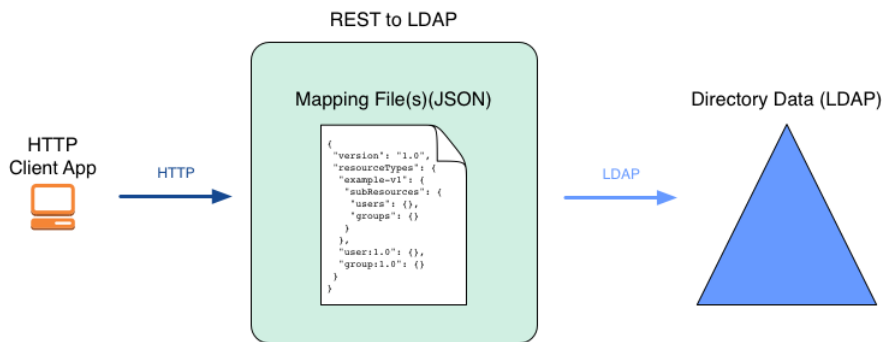 REST to LDAP
Mapping File(s)(JSON)
{
"version": "1.0",
"resourceTypes": {
"example-v1": {
"subResources": {
"users": {},
"groups": {}
}
},
"user:1.0": {},
"group:1.0": {}
}
}
HTTP
Client App
HTTP
LDAP
Directory Data (LDAP)